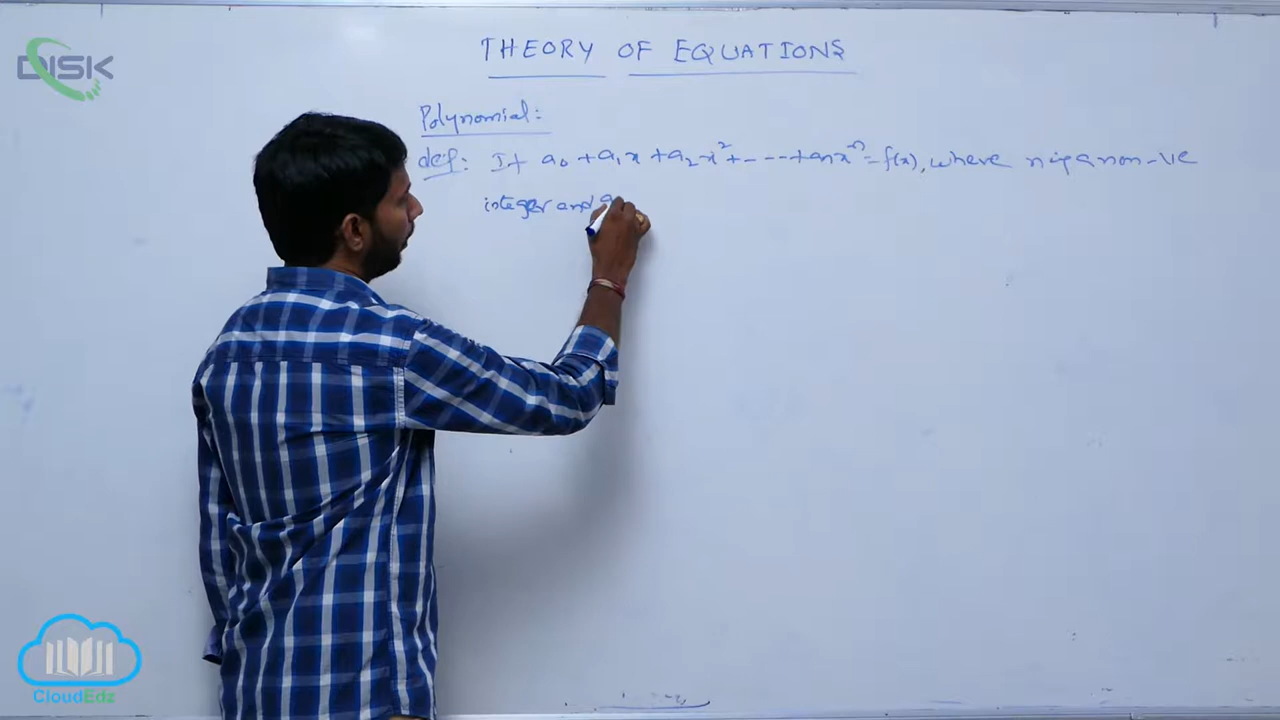 DISK
THEORY OF EQUATIONS
Polynomial:
def: If a₀ + a₁x + a₂x² + - - - + aₙxⁿ = f(x), where n is a non-ve
integer and a
CloudEdz